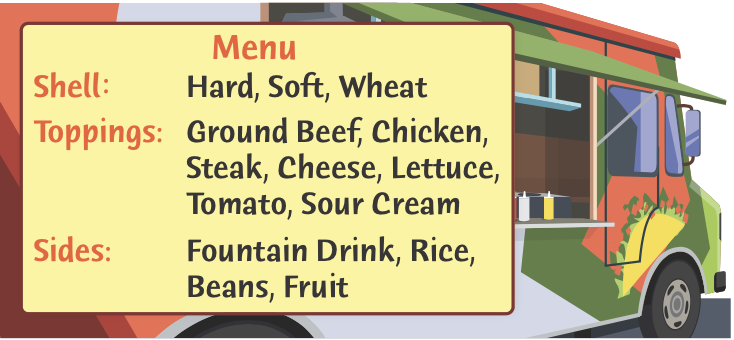 Menu
Shell: Hard, Soft, Wheat
Toppings: Ground Beef, Chicken,
Steak, Cheese, Lettuce,
Tomato, Sour Cream
Sides: Fountain Drink, Rice,
Beans, Fruit